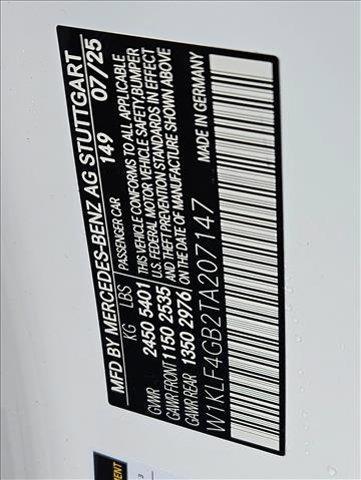 MFD BY MERCEDES-BENZ AG STUTTGART
149 07/25
KG LBS PASSENGER CAR
GVWR 2450 5401 THIS VEHICLE CONFORMS TO ALL APPLICABLE
GAWR FRONT 1150 2535 U.S. FEDERAL MOTOR VEHICLE SAFETY, BUMPER
GAWR REAR 1350 2976 AND THEFT PREVENTION STANDARDS IN EFFECT
ON THE DATE OF MANUFACTURE SHOWN ABOVE
MADE IN GERMANY
W1KLF4GB2TA207147